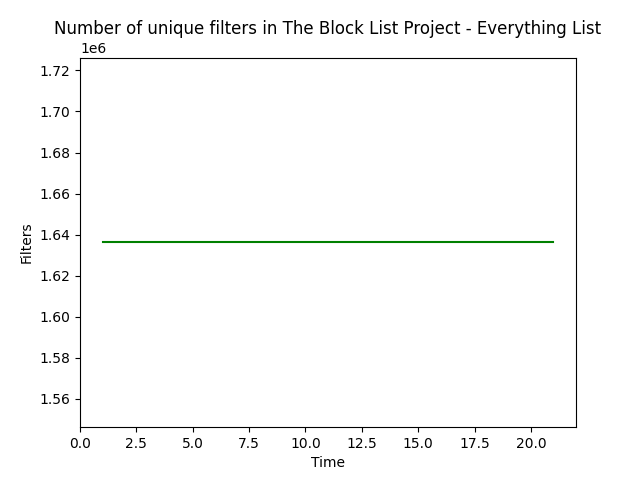 Number of unique filters in The Block List Project - Everything List
1e6
1.72
1.70
1.68
1.66
1.64
1.62
1.60
1.58
1.56
Filters
0.0 2.5 5.0 7.5 10.0 12.5 15.0 17.5 20.0
Time